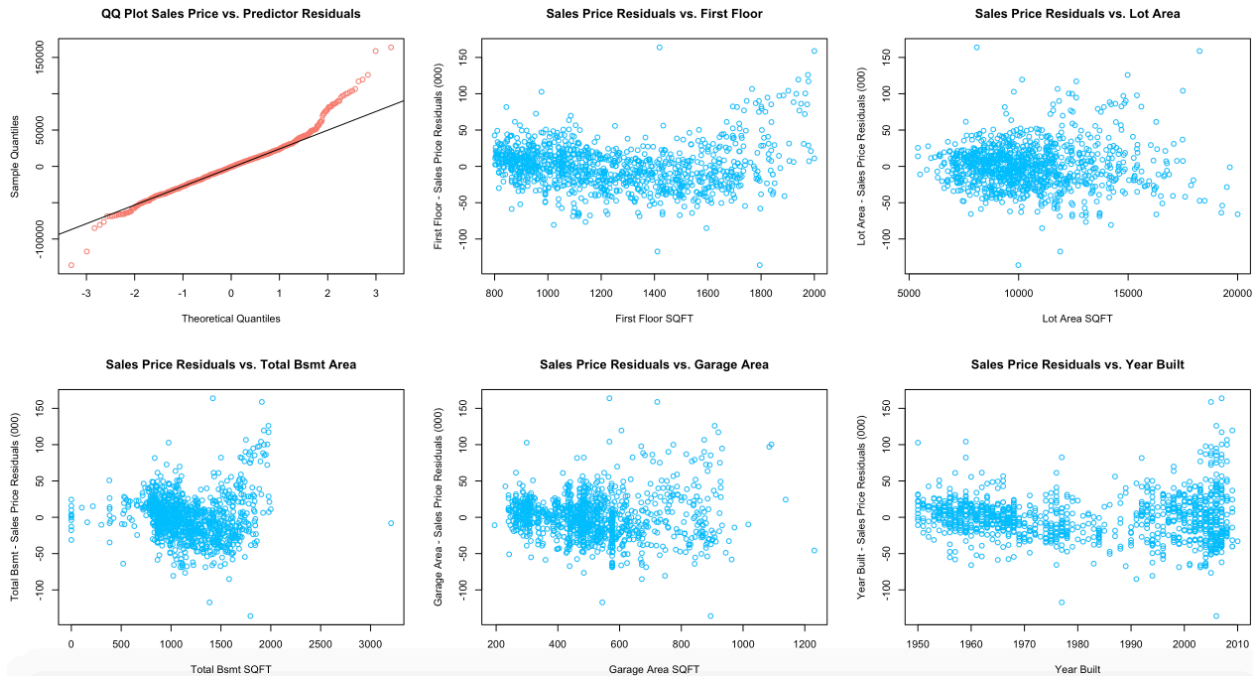 QQ Plot Sales Price vs. Predictor Residuals
Sample Quantiles
150000
50000
0
-100000
-3 -2 -1 0 1 2 3
Theoretical Quantiles
Sales Price Residuals vs. First Floor
First Floor - Sales Price Residuals (000)
150
100
50
0
-50
-100
800 1000 1200 1400 1600 1800 2000
First Floor SQFT
Sales Price Residuals vs. Lot Area
Lot Area - Sales Price Residuals (000)
150
100
50
0
-50
-100
5000 10000 15000 20000
Lot Area SQFT
Sales Price Residuals vs. Total Bsmt Area
Total Bsmt - Sales Price Residuals (000)
150
100
50
0
-50
-100
0 500 1000 1500 2000 2500 3000
Total Bsmt SQFT
Sales Price Residuals vs. Garage Area
Garage Area - Sales Price Residuals (000)
150
100
50
0
-50
-100
200 400 600 800 1000 1200
Garage Area SQFT
Sales Price Residuals vs. Year Built
Year Built - Sales Price Residuals (000)
150
100
50
0
-50
-100
1950 1960 1970 1980 1990 2000 2010
Year Built